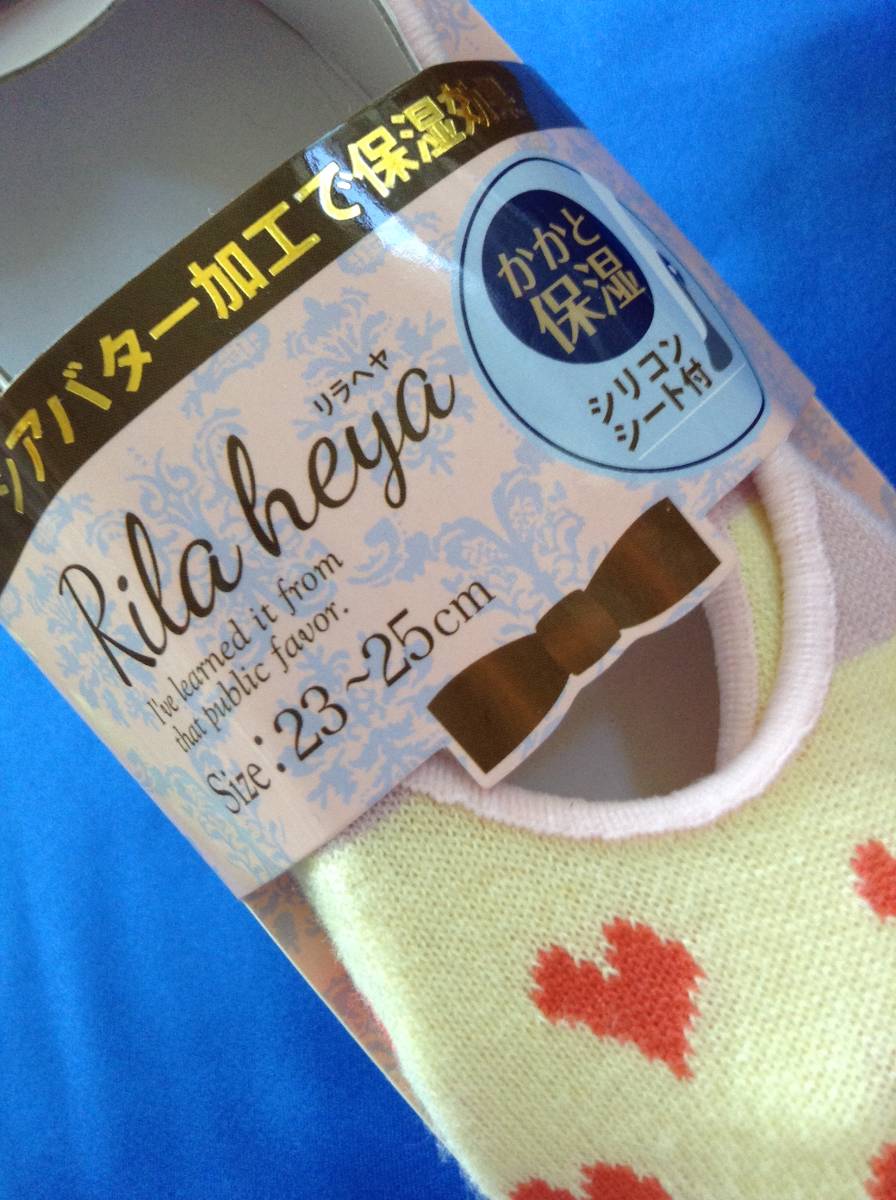 シアバター加工で保湿効果
かかと
保湿
シリコン
シート付
リラヘヤ
Rila heya
I've learned it from
that public favor.
Size:23~25cm